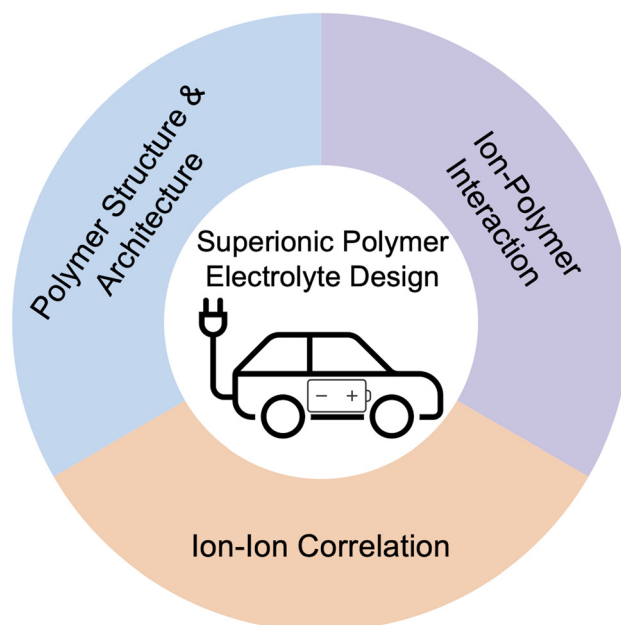 Polymer Structure &
Architecture
Ion-Polymer
Interaction
Superionic Polymer
Electrolyte Design
− +
Ion-Ion Correlation